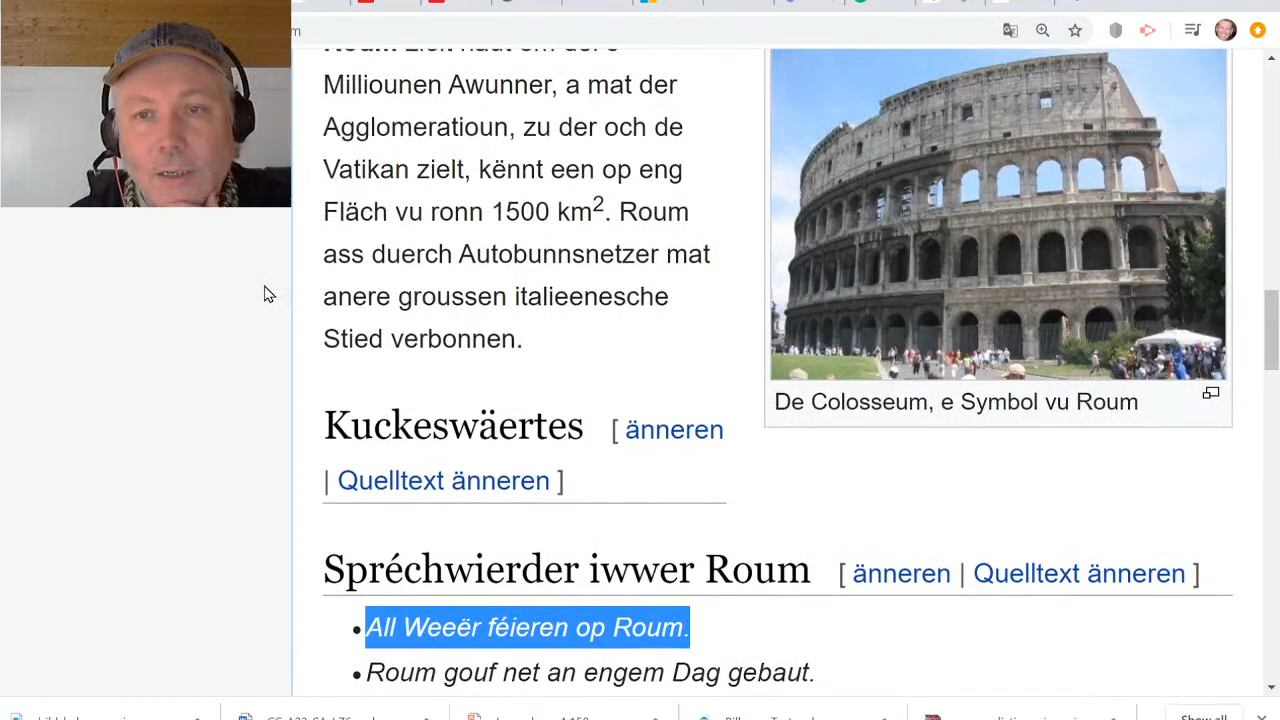 m
Milliounen Awunner, a mat der
Agglomeratioun, zu der och de
Vatikan zielt, kënnt een op eng
Fläch vu ronn 1500 km². Roum
ass duerch Autobunnsnetzer mat
anere groussen italieenesche
Stied verbonnen.
De Colosseum, e Symbol vu Roum
Kuckeswäertes [ änneren
| Quelltext änneren ]
Spréchwierder iwwer Roum [ änneren | Quelltext änneren ]
• All Weeër féieren op Roum.
• Roum gouf net an engem Dag gebaut.